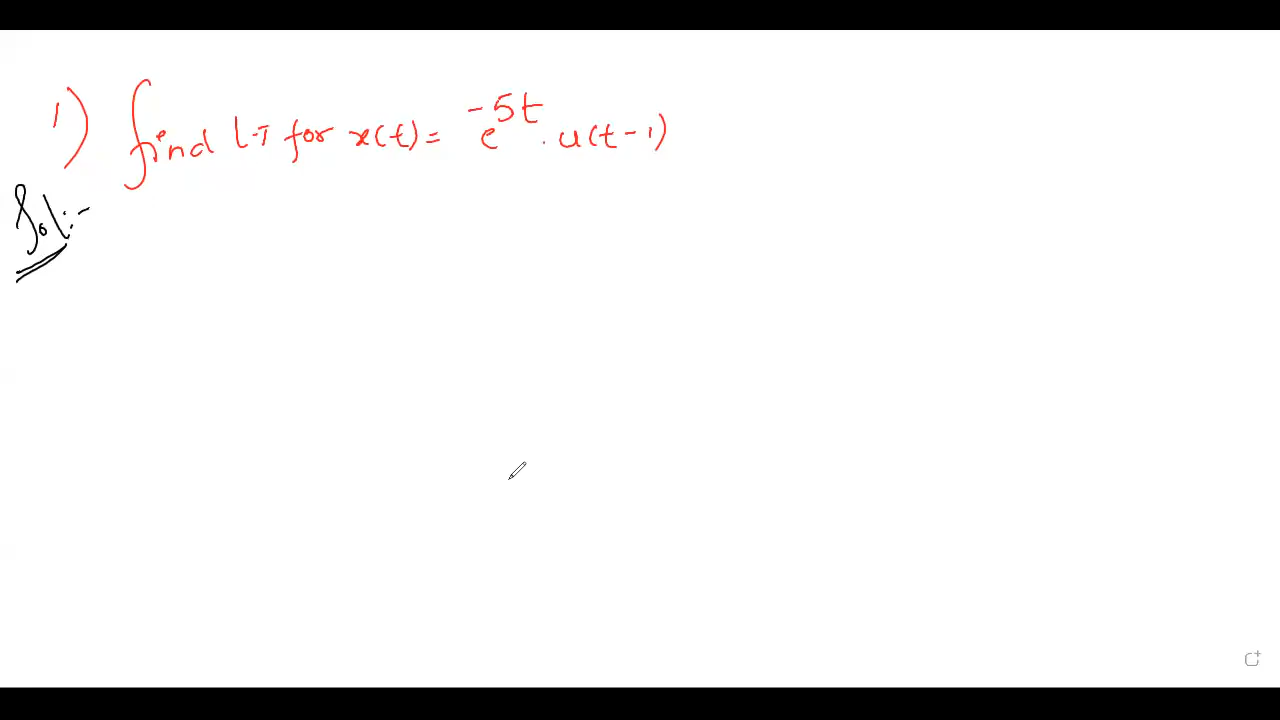 1) find L.T for x(t) = e^{-5t} . u(t-1)
Sol:-